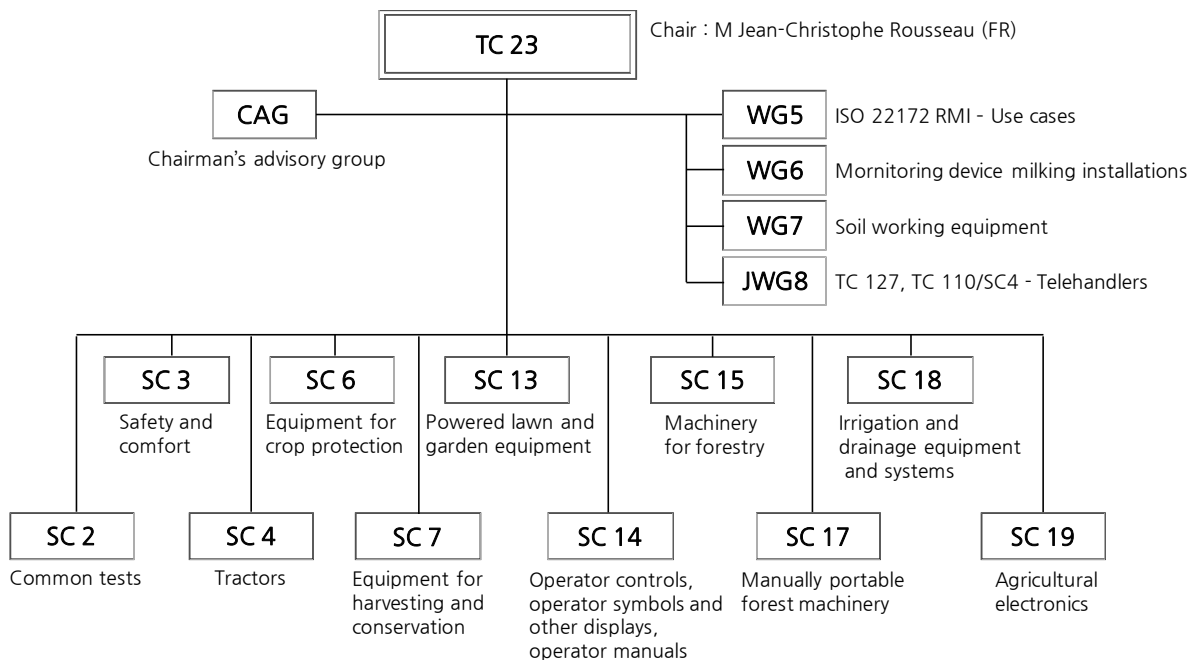 TC 23
Chair : M Jean-Christophe Rousseau (FR)
CAG
Chairman's advisory group
WG5
ISO 22172 RMI - Use cases
WG6
Mornitoring device milking installations
WG7
Soil working equipment
JWG8
TC 127, TC 110/SC4 - Telehandlers
SC 3
Safety and
comfort
SC 6
Equipment for
crop protection
SC 13
Powered lawn and
garden equipment
SC 15
Machinery
for forestry
SC 18
Irrigation and
drainage equipment
and systems
SC 2
Common tests
SC 4
Tractors
SC 7
Equipment for
harvesting and
conservation
SC 14
Operator controls,
operator symbols and
other displays,
operator manuals
SC 17
Manually portable
forest machinery
SC 19
Agricultural
electronics